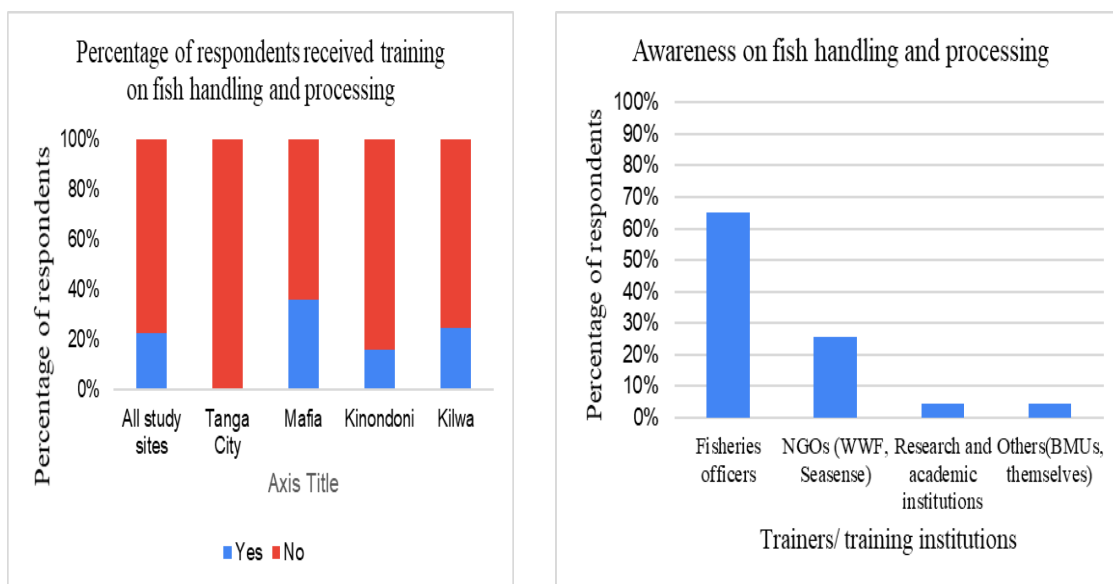 Percentage of respondents received training
on fish handling and processing
Percentage of respondents
100%
80%
60%
40%
20%
0%
All study
sites
Tanga
City
Mafia
Kinondoni
Kilwa
Axis Title
Yes No
Awareness on fish handling and processing
Percentage of respondents
100%
90%
80%
70%
60%
50%
40%
30%
20%
10%
0%
Fisheries
officers
NGOs (WWF,
Seasense)
Research and
academic
institutions
Others(BMUs,
themselves)
Trainers/ training institutions